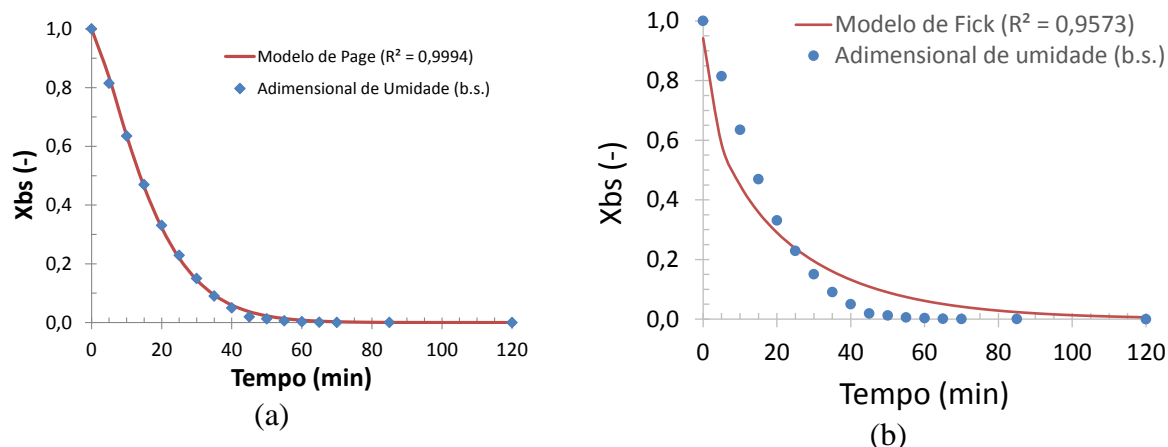 1,0
0,8
0,6
0,4
0,2
0,0
Xbs (-)
Modelo de Page (R² = 0,9994)
Adimensional de Umidade (b.s.)
0 20 40 60 80 100 120
Tempo (min)
(a)
1,0
0,8
0,6
0,4
0,2
0,0
Xbs (-)
Modelo de Fick (R² = 0,9573)
Adimensional de umidade (b.s.)
0 20 40 60 80 100 120
Tempo (min)
(b)